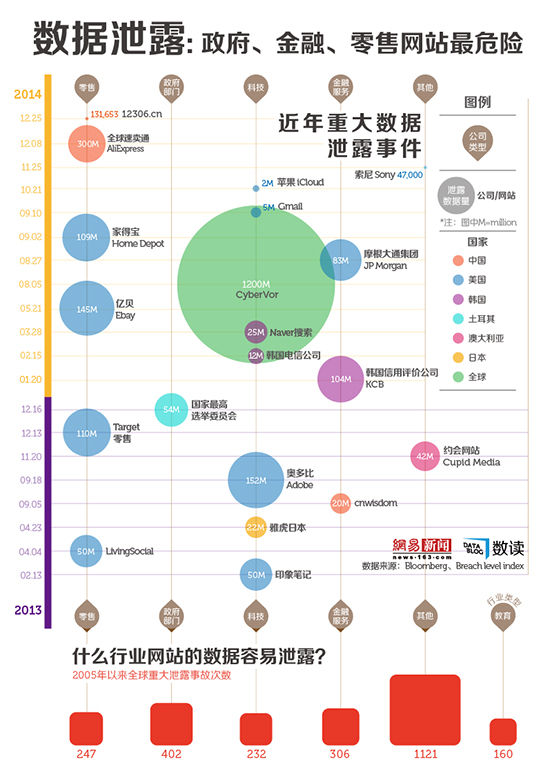 数据泄露: 政府、金融、零售网站最危险
零售
政府
部门
科技
金融
服务
其他
2014
图例
近年重大数据
泄露事件
公司
类型
泄露
数据量
公司/网站
*注：图中M=million
国家
中国
美国
韩国
土耳其
澳大利亚
日本
全球
12.25
131,653 12306.cn
12.08
300M
全球速卖通
AliExpress
11.25
索尼 Sony 47,000
10.21
2M 苹果 iCloud
09.10
5M Gmail
09.02
109M
家得宝
Home Depot
08.27
83M
摩根大通集团
JP Morgan
08.05
1200M
CyberVor
05.21
145M
亿贝
Ebay
03.28
25M
Naver搜索
02.15
12M
韩国电信公司
01.20
104M
韩国信用评价公司
KCB
12.16
54M
国家最高
选举委员会
12.13
110M
Target
零售
11.20
42M
约会网站
Cupid Media
09.18
152M
奥多比
Adobe
09.05
20M
cnwisdom
04.23
22M
雅虎日本
04.04
50M
LivingSocial
02.13
50M
印象笔记
網易 新闻
news·163.com
DATA
BLOG
数读
数据来源：Bloomberg、Breach level index
2013
零售
政府
部门
科技
金融
服务
其他
行业类型
教育
什么行业网站的数据容易泄露?
2005年以来全球重大泄露事故次数
247
402
232
306
1121
160